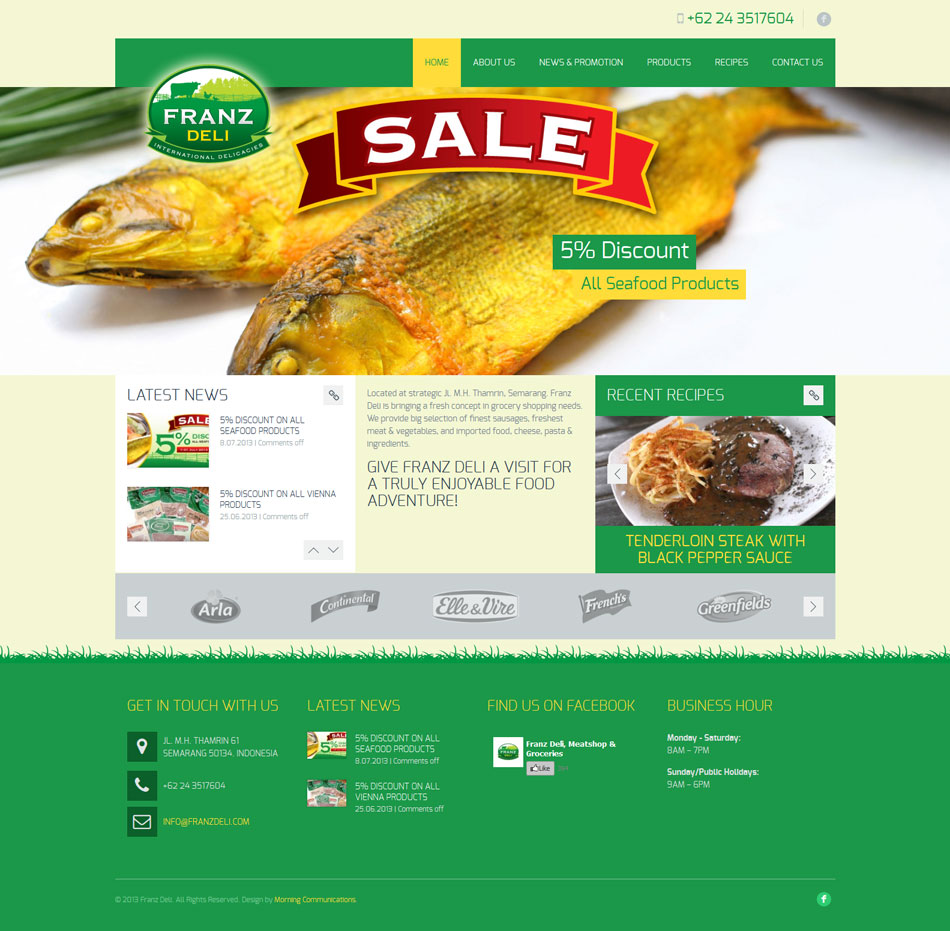 +62 24 3517604
HOME ABOUT US NEWS & PROMOTION PRODUCTS RECIPES CONTACT US
FRANZ
DELI
INTERNATIONAL DELICACIES
SALE
5% Discount
All Seafood Products
LATEST NEWS
5% DISCOUNT ON ALL
SEAFOOD PRODUCTS
8.07.2013 | Comments off
SALE
5%
5% DISCOUNT ON ALL VIENNA
PRODUCTS
25.06.2013 | Comments off
Located at strategic Jl. M.H. Thamrin, Semarang. Franz
Deli is bringing a fresh concept in grocery shopping needs.
We provide big selection of finest sausages, freshest
meat & vegetables, and imported food, cheese, pasta &
ingredients.
GIVE FRANZ DELI A VISIT FOR
A TRULY ENJOYABLE FOOD
ADVENTURE!
RECENT RECIPES
TENDERLOIN STEAK WITH
BLACK PEPPER SAUCE
Arla
Continental
Elle & Vire
French's
Greenfields
GET IN TOUCH WITH US
JL. M.H. THAMRIN 61
SEMARANG 50134. INDONESIA
+62 24 3517604
INFO@FRANZDELI.COM
LATEST NEWS
5% DISCOUNT ON ALL
SEAFOOD PRODUCTS
8.07.2013 | Comments off
5% DISCOUNT ON ALL
VIENNA PRODUCTS
25.06.2013 | Comments off
FIND US ON FACEBOOK
Franz Deli, Meatshop &
Groceries
Like
BUSINESS HOUR
Monday - Saturday:
8AM – 7PM
Sunday/Public Holidays:
9AM – 6PM
© 2013 Franz Deli. All Rights Reserved. Design by Morning Communications.